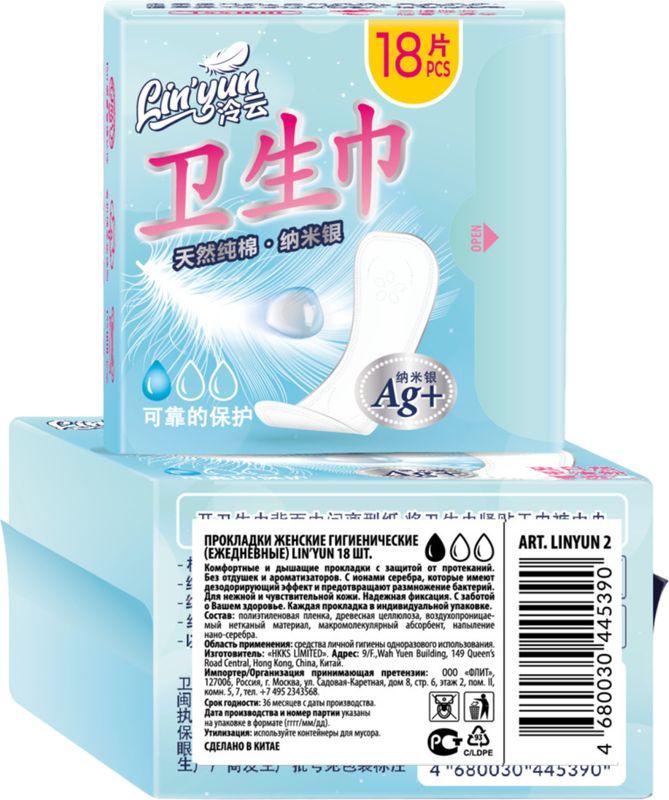 18片
PCS
Lin'yun
泠云
卫生巾
天然纯棉·纳米银
OPEN
纳米银
Ag+
可靠的保护
ПРОКЛАДКИ ЖЕНСКИЕ ГИГИЕНИЧЕСКИЕ
(ЕЖЕДНЕВНЫЕ) LIN'YUN 18 ШТ.
Комфортные и дышащие прокладки с защитой от протеканий.
Без отдушек и ароматизаторов. С ионами серебра, которые имеют
дезодорирующий эффект и предотвращают размножение бактерий.
Для нежной и чувствительной кожи. Надежная фиксация. С заботой
о Вашем здоровье. Каждая прокладка в индивидуальной упаковке.
Состав: полиэтиленовая пленка, древесная целлюлоза, воздухопроницае-
мый нетканый материал, макромолекулярный абсорбент, напыление
нано-серебра.
Область применения: средства личной гигиены одноразового использования.
Изготовитель: «HKKS LIMITED». Адрес: 9/F.,Wah Yuen Building, 149 Queen's
Road Central, Hong Kong, China, Китай.
Импортер/Организация принимающая претензии: ООО «ФЛИТ»,
127006, Россия, г. Москва, ул. Садовая-Каретная, дом 8, стр. 6, этаж 2, пом. II,
комн. 5, 7, тел. +7 495 2343568.
Срок годности: 36 месяцев с даты производства.
Дата производства и номер партии указаны
на упаковке в формате (гггг/мм/дд).
Утилизация: используйте контейнеры для мусора.
СДЕЛАНО В КИТАЕ
93
C/LDPE
ART. LINYUN 2
4 680030 445390
4 680030 445390